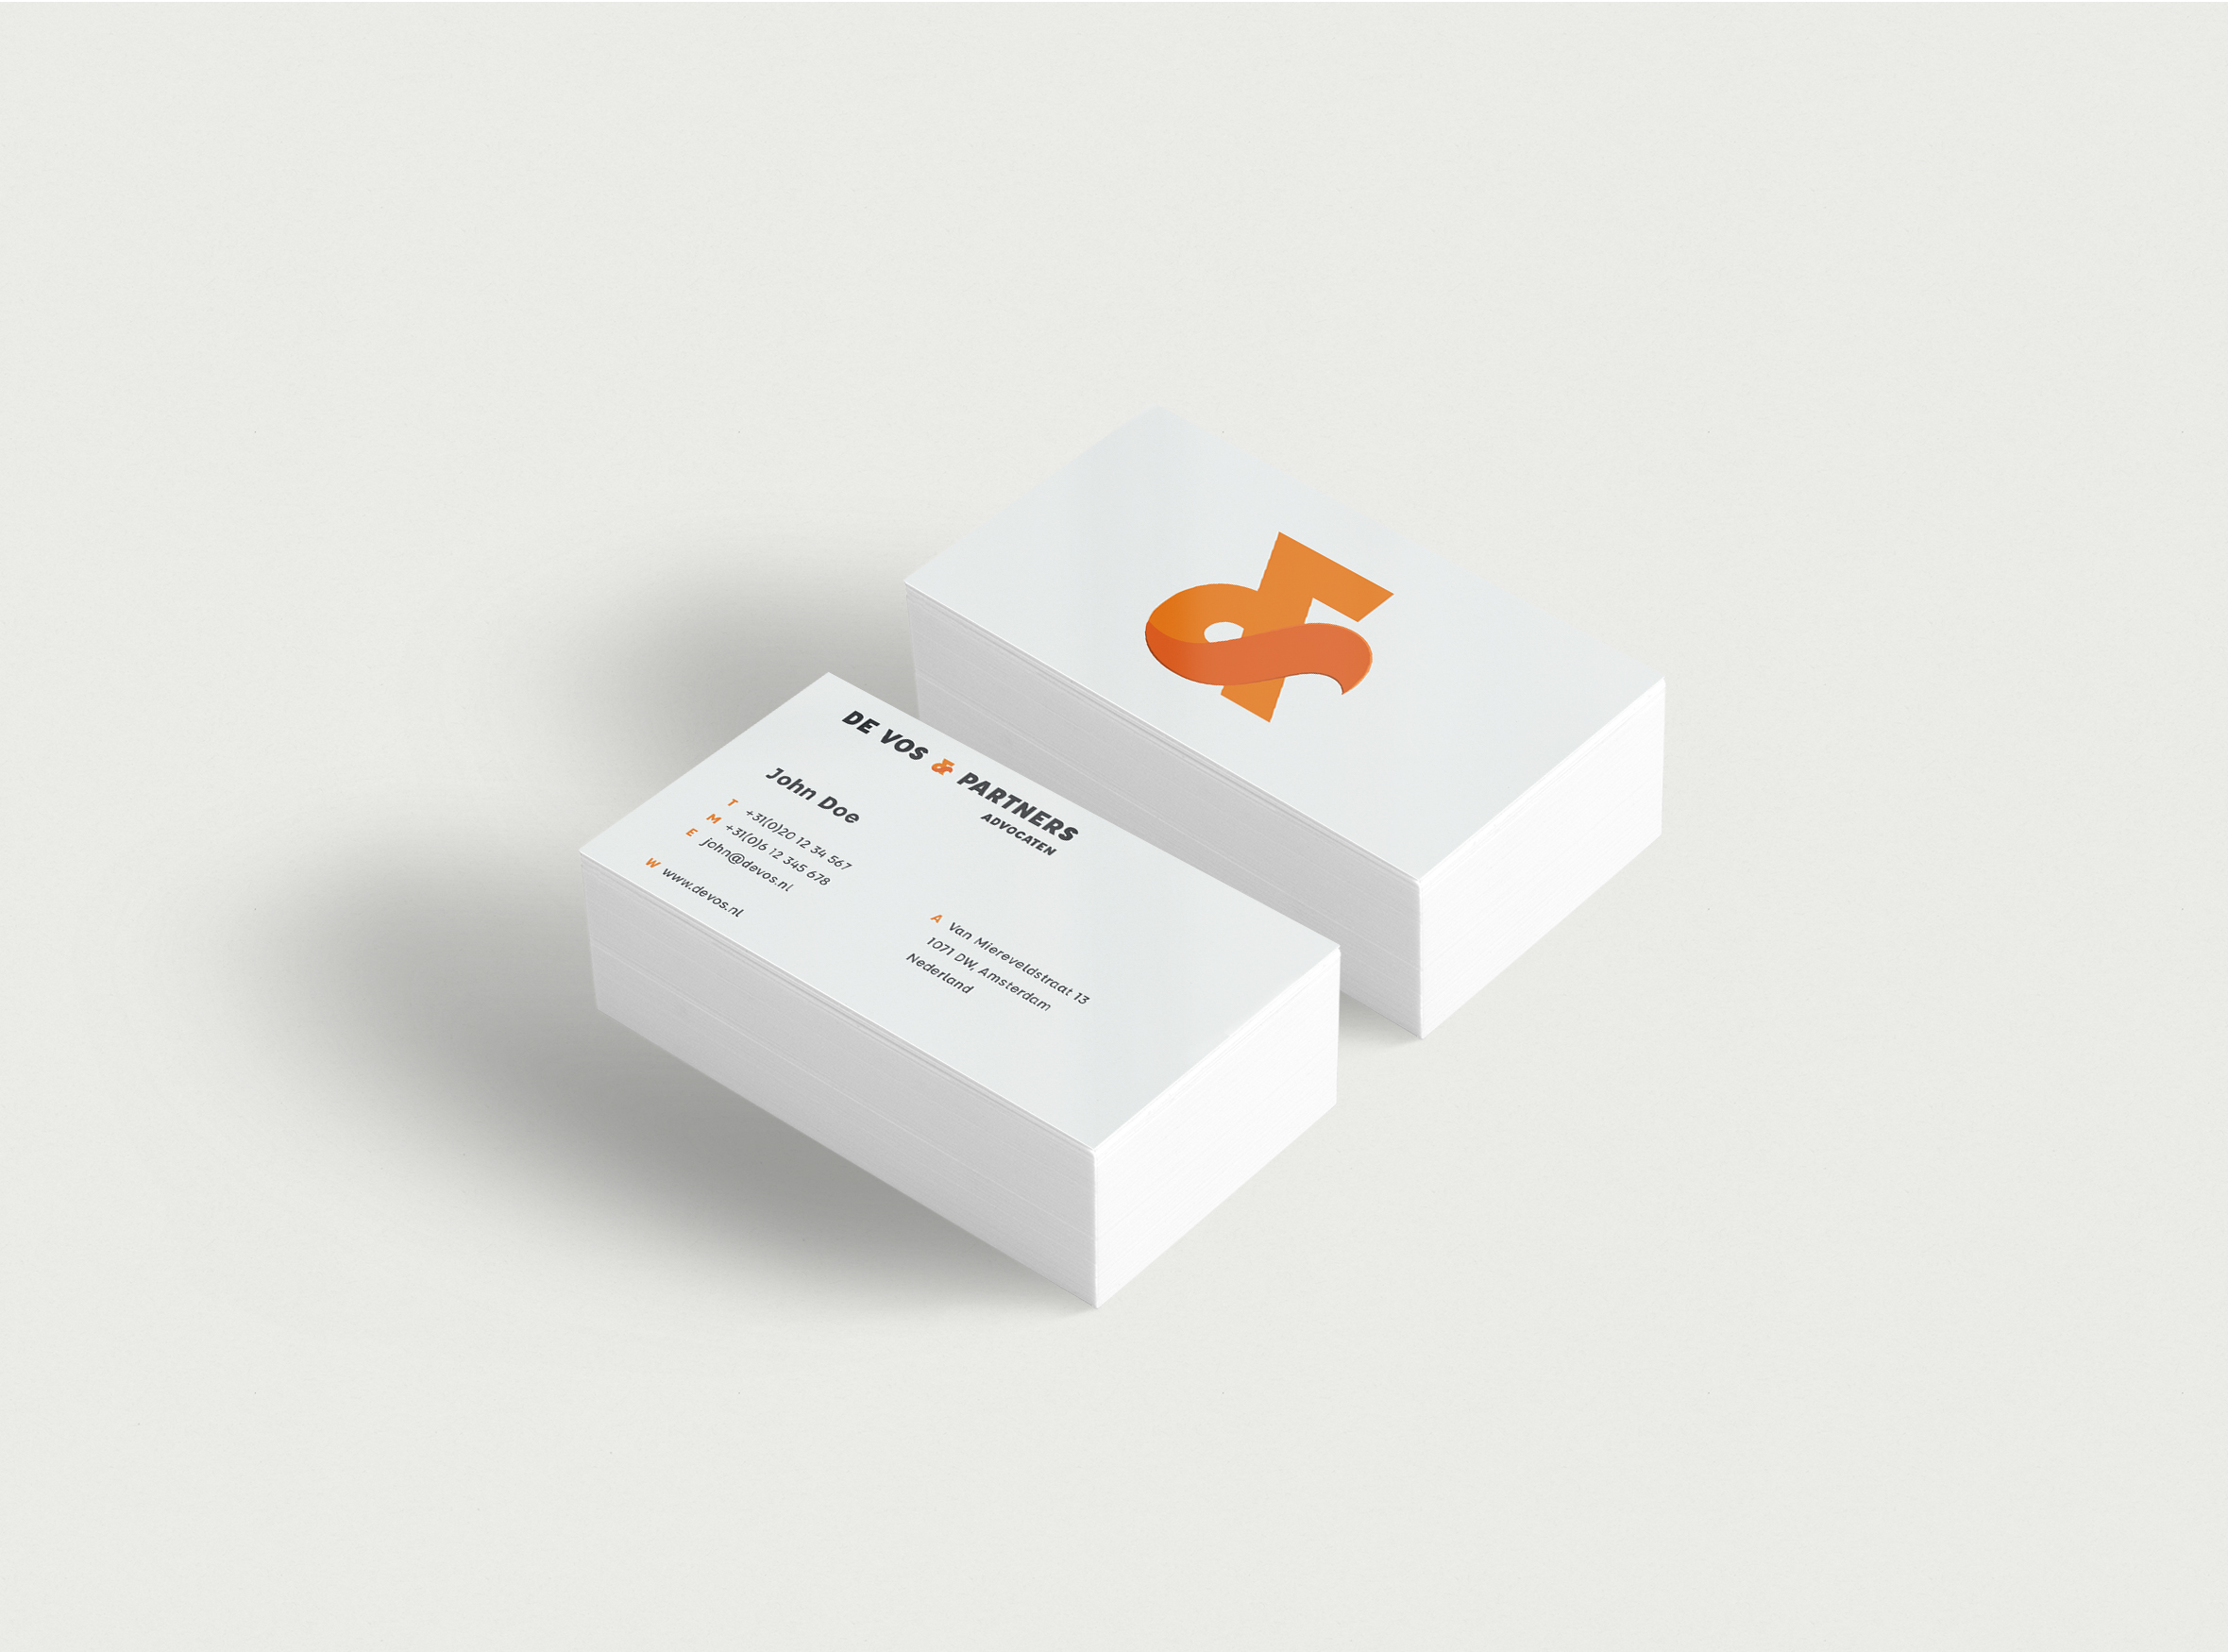 DE VOS & PARTNERS
ADVOCATEN
John Doe
T +31(0)20 12 34 567
M +31(0)6 12 345 678
E john@devos.nl
W www.devos.nl
A Van Miereveldstraat 13
1071 DW, Amsterdam
Nederland
&